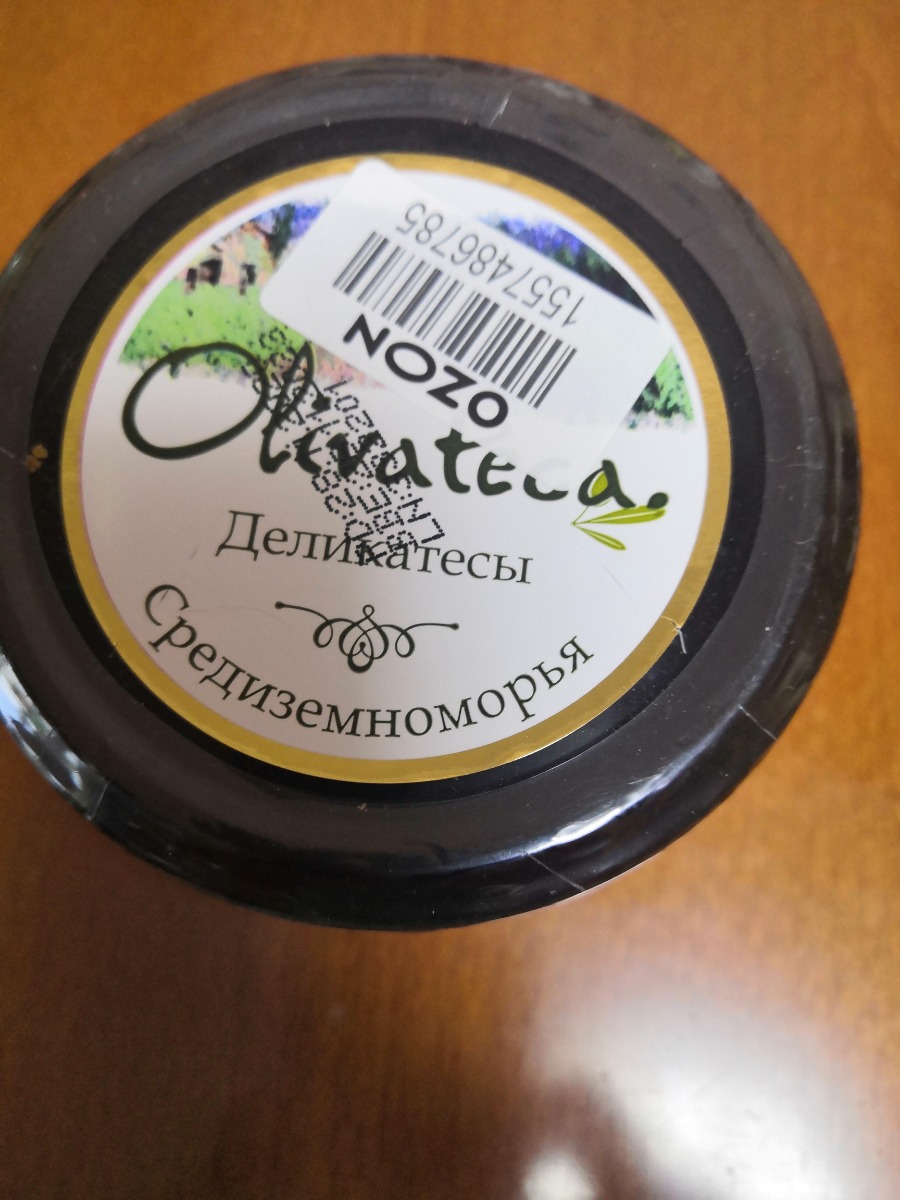 1557486785
OZON
Olivateca.
Деликатесы
Средиземноморья